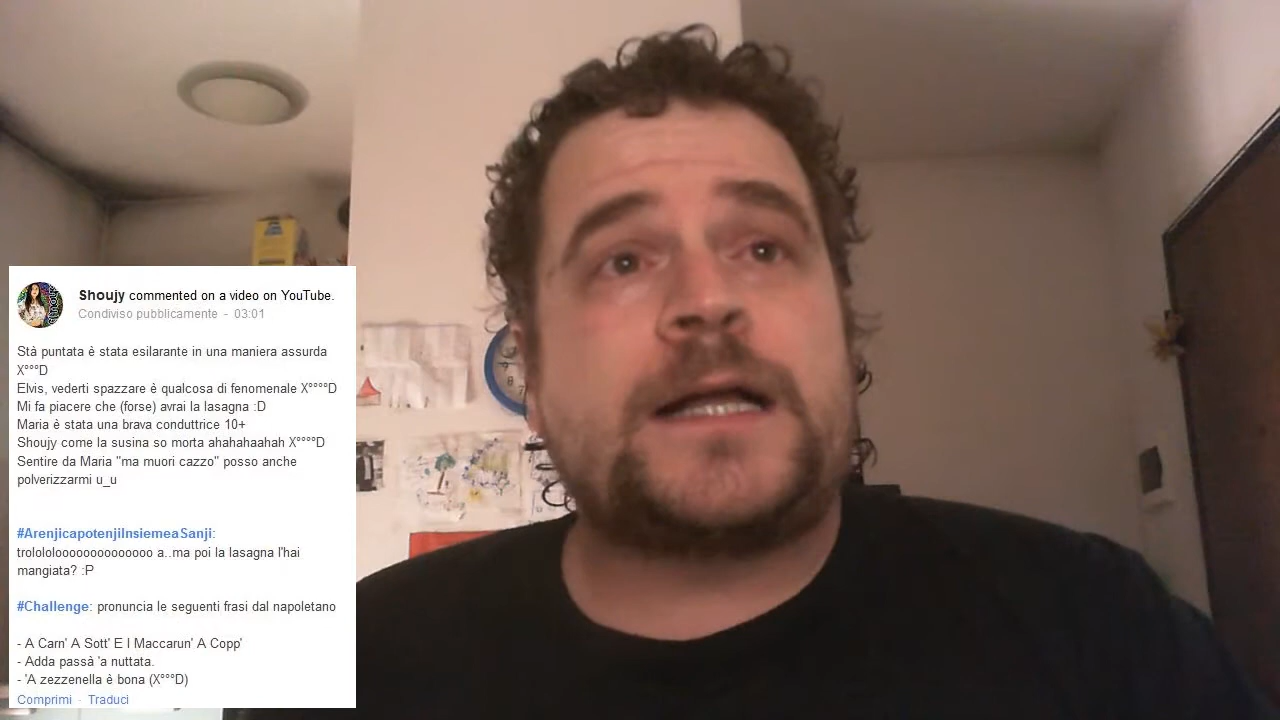 Shoujy commented on a video on YouTube.
Condiviso pubblicamente - 03:01
Stà puntata è stata esilarante in una maniera assurda
X°°°D
Elvis, vederti spazzare è qualcosa di fenomenale X°°°°D
Mi fa piacere che (forse) avrai la lasagna :D
Maria è stata una brava conduttrice 10+
Shoujy come la susina so morta ahahahaahah X°°°°D
Sentire da Maria "ma muori cazzo" posso anche
polverizzarmi u_u
#ArenjicapotenjiInsiemeaSanji:
trolololoooooooooooooo a..ma poi la lasagna l'hai
mangiata? :P
#Challenge: pronuncia le seguenti frasi dal napoletano
- A Carn' A Sott' E I Maccarun' A Copp'
- Adda passà 'a nuttata.
- 'A zezzenella è bona (X°°°D)
Comprimi - Traduci